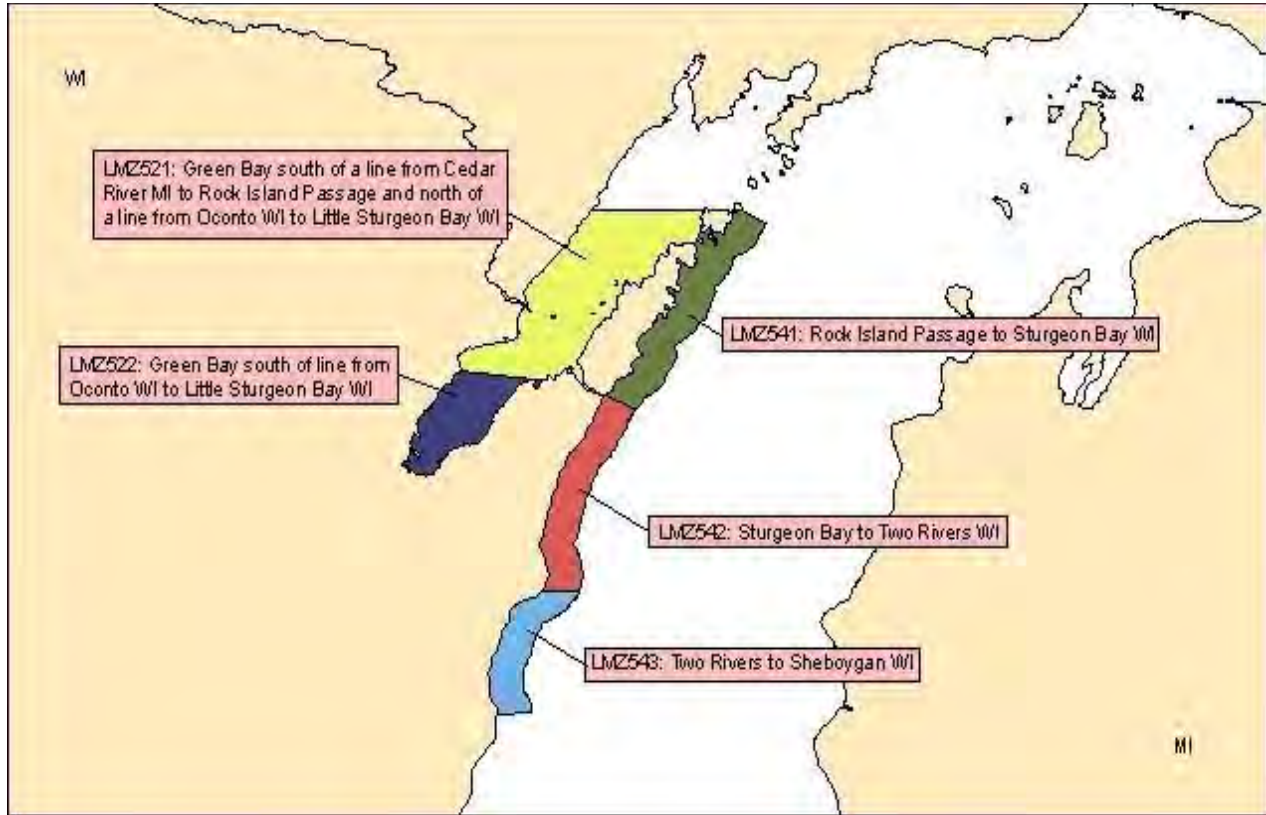 WI
LMZ521: Green Bay south of a line from Cedar
River MI to Rock Island Passage and north of
a line from Oconto WI to Little Sturgeon Bay WI
LMZ541: Rock Island Passage to Sturgeon Bay WI
LMZ522: Green Bay south of line from
Oconto WI to Little Sturgeon Bay WI
LMZ542: Sturgeon Bay to Two Rivers WI
LMZ543: Two Rivers to Sheboygan WI
MI